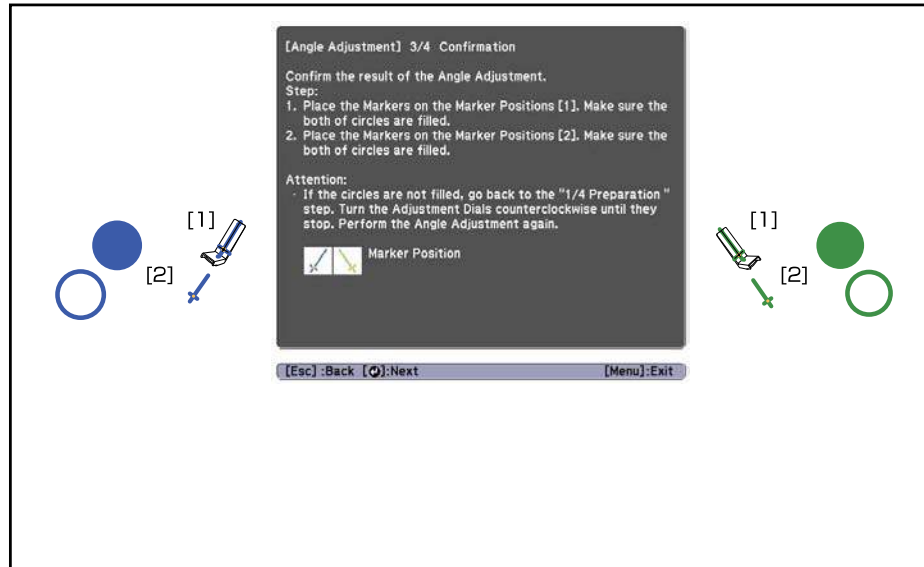 [Angle Adjustment] 3/4 Confirmation
Confirm the result of the Angle Adjustment.
Step:
1. Place the Markers on the Marker Positions [1]. Make sure the
both of circles are filled.
2. Place the Markers on the Marker Positions [2]. Make sure the
both of circles are filled.
Attention:
· If the circles are not filled, go back to the "1/4 Preparation "
step. Turn the Adjustment Dials counterclockwise until they
stop. Perform the Angle Adjustment again.
Marker Position
[1]
[2]
[1]
[2]
[Esc] :Back [ ]:Next
[Menu]:Exit